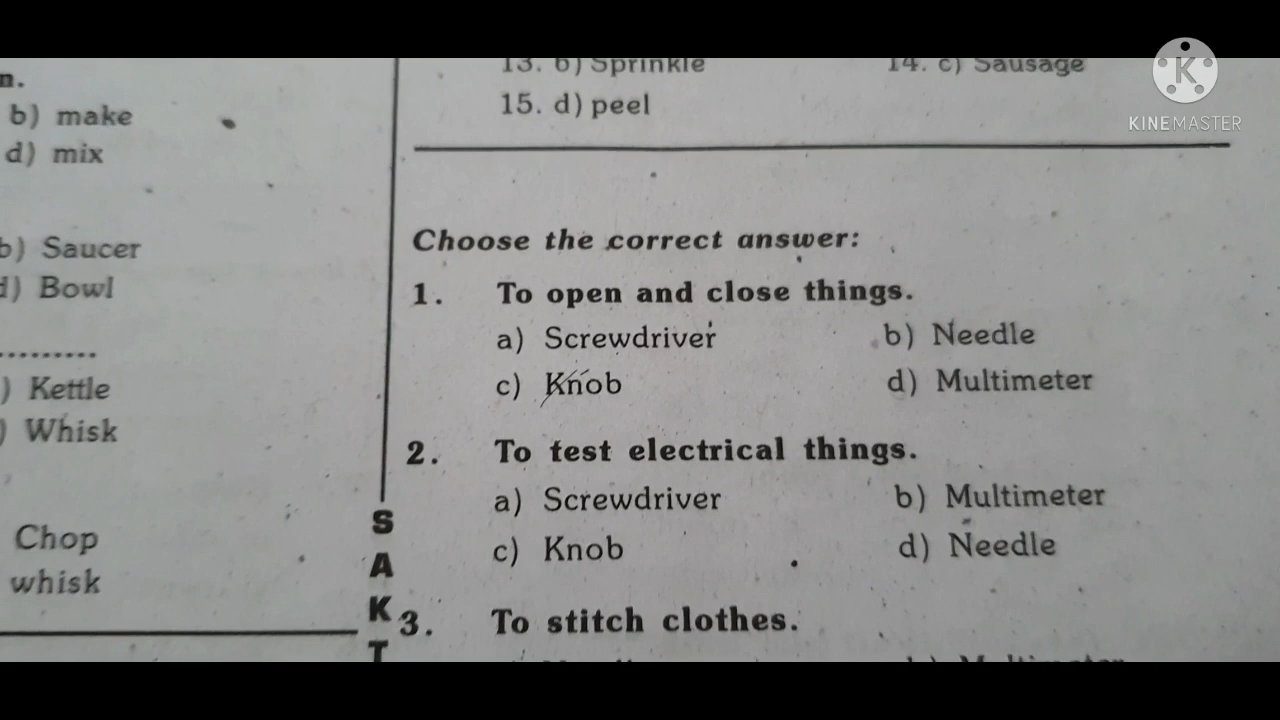 n.
b) make
d) mix
b) Saucer
d) Bowl
.........
) Kettle
) Whisk
Chop
whisk
S
A
K
T
13. b) Sprinkle 14. c) Sausage
15. d) peel
Choose the correct answer:
1. To open and close things.
a) Screwdriver b) Needle
c) Knob d) Multimeter
2. To test electrical things.
a) Screwdriver b) Multimeter
c) Knob d) Needle
3. To stitch clothes.
K
KINEMASTER